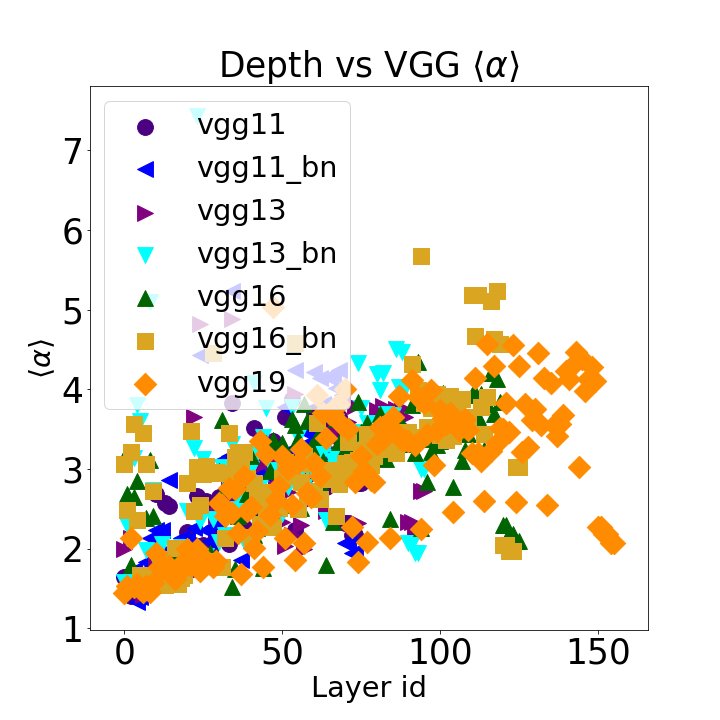 Depth vs VGG ⟨α⟩
⟨α⟩
7
6
5
4
3
2
1
vgg11
vgg11_bn
vgg13
vgg13_bn
vgg16
vgg16_bn
vgg19
0 50 100 150
Layer id